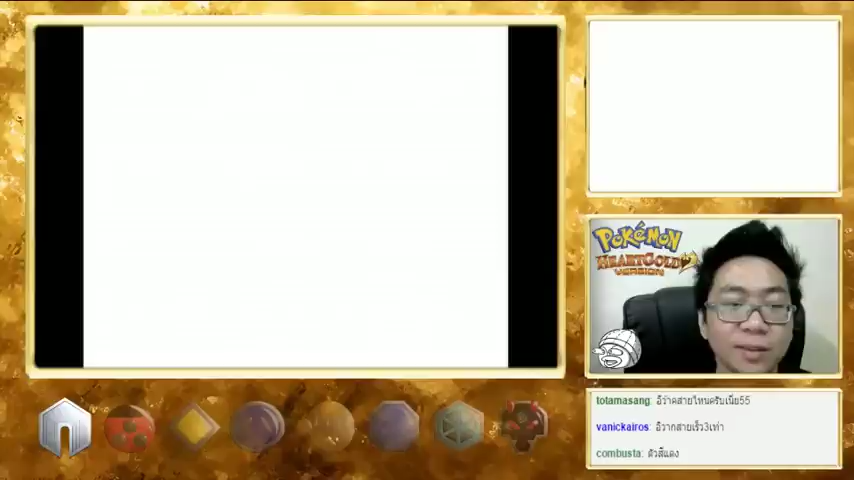 POKéMON
HEARTGOLD
VERSION
totamasang: อีว่าคสายไหนครับเนี่ย55
vanickairos: อีวากสายเร็ว3เท่า
combusta: ตัวสีแดง